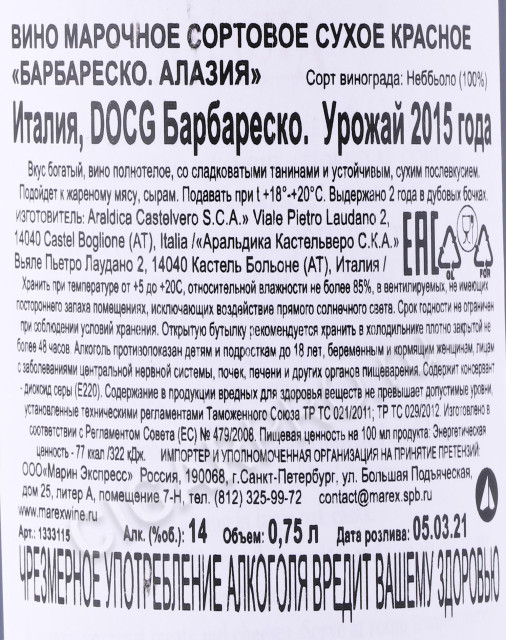 ВИНО МАРОЧНОЕ СОРТОВОЕ СУХОЕ КРАСНОЕ
«БАРБАРЕСКО. АЛАЗИЯ» Сорт винограда: Неббьоло (100%)
Италия, DOCG Барбареско. Урожай 2015 года
Вкус богатый, вино полнотелое, со сладковатыми танинами и устойчивым, сухим послевкусием.
Подойдет к жареному мясу, сырам. Подавать при t +18°-+20°С. Выдержано 2 года в дубовых бочках.
ИЗГОТОВИТЕЛЬ: Araldica Castelvero S.C.A.» Viale Pietro Laudano 2,
14040 Castel Boglione (AT), Italia /«Аральдика Кастельверо С.К.А.»
Вьяле Пьетро Лаудано 2, 14040 Кастель Больоне (АТ), Италия /
EAC GL FOR
Хранить при температуре от +5 до +20С, относительной влажности не более 85%, в вентилируемых, не имеющих
постороннего запаха помещениях, исключающих воздействие прямого солнечного света. Срок годности не ограничен
при соблюдении условий хранения. Открытую бутылку рекомендуется хранить в холодильнике плотно закрытой не
более 48 часов. Алкоголь противопоказан детям и подросткам до 18 лет, беременным и кормящим женщинам, лицам
с заболеваниями центральной нервной системы, почек, печени и других органов пищеварения. Содержит консервант
- диоксид серы (Е220). Содержание в продукции вредных для здоровья веществ не превышает допустимые уровни,
установленные техническими регламентами Таможенного Союза ТР ТС 021/2011; ТР ТС 029/2012. Изготовлено в
соответствии с Регламентом Совета (ЕС) № 479/2008. Пищевая ценность на 100 мл продукта: Энергетическая
ценность - 77 ккал /322 кДж. ИМПОРТЕР И УПОЛНОМОЧЕННАЯ ОРГАНИЗАЦИЯ НА ПРИНЯТИЕ ПРЕТЕНЗИЙ:
ООО«Марин Экспресс» Россия, 190068, г.Санкт-Петербург, ул. Большая Подъяческая,
дом 25, литер А, помещение 7-Н, тел. (812) 325-99-72 contact@marex.spb.ru
www.marexwine.ru
Арт.: 1333115 Алк. (%об.): 14 Объем: 0,75 л Дата розлива: 05.03.21
ЧРЕЗМЕРНОЕ УПОТРЕБЛЕНИЕ АЛКОГОЛЯ ВРЕДИТ ВАШЕМУ ЗДОРОВЬЮ